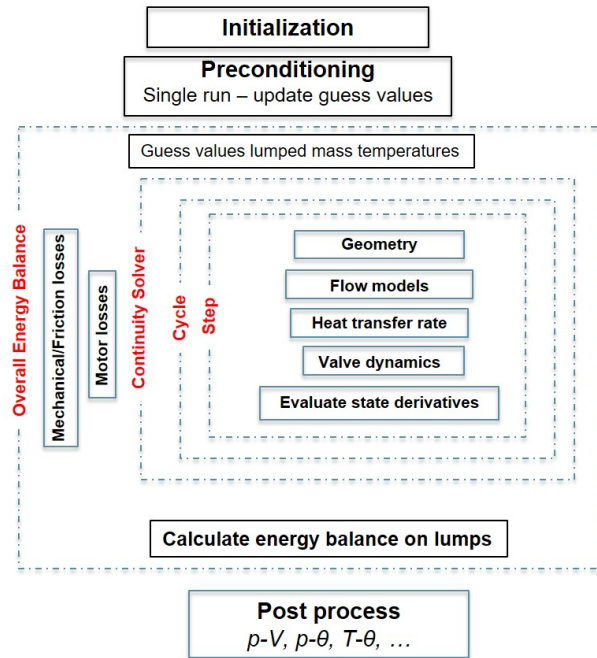 Initialization
Preconditioning
Single run – update guess values
Guess values lumped mass temperatures
Overall Energy Balance
Mechanical/Friction losses
Motor losses
Continuity Solver
Cycle
Step
Geometry
Flow models
Heat transfer rate
Valve dynamics
Evaluate state derivatives
Calculate energy balance on lumps
Post process
p-V, p-θ, T-θ, …